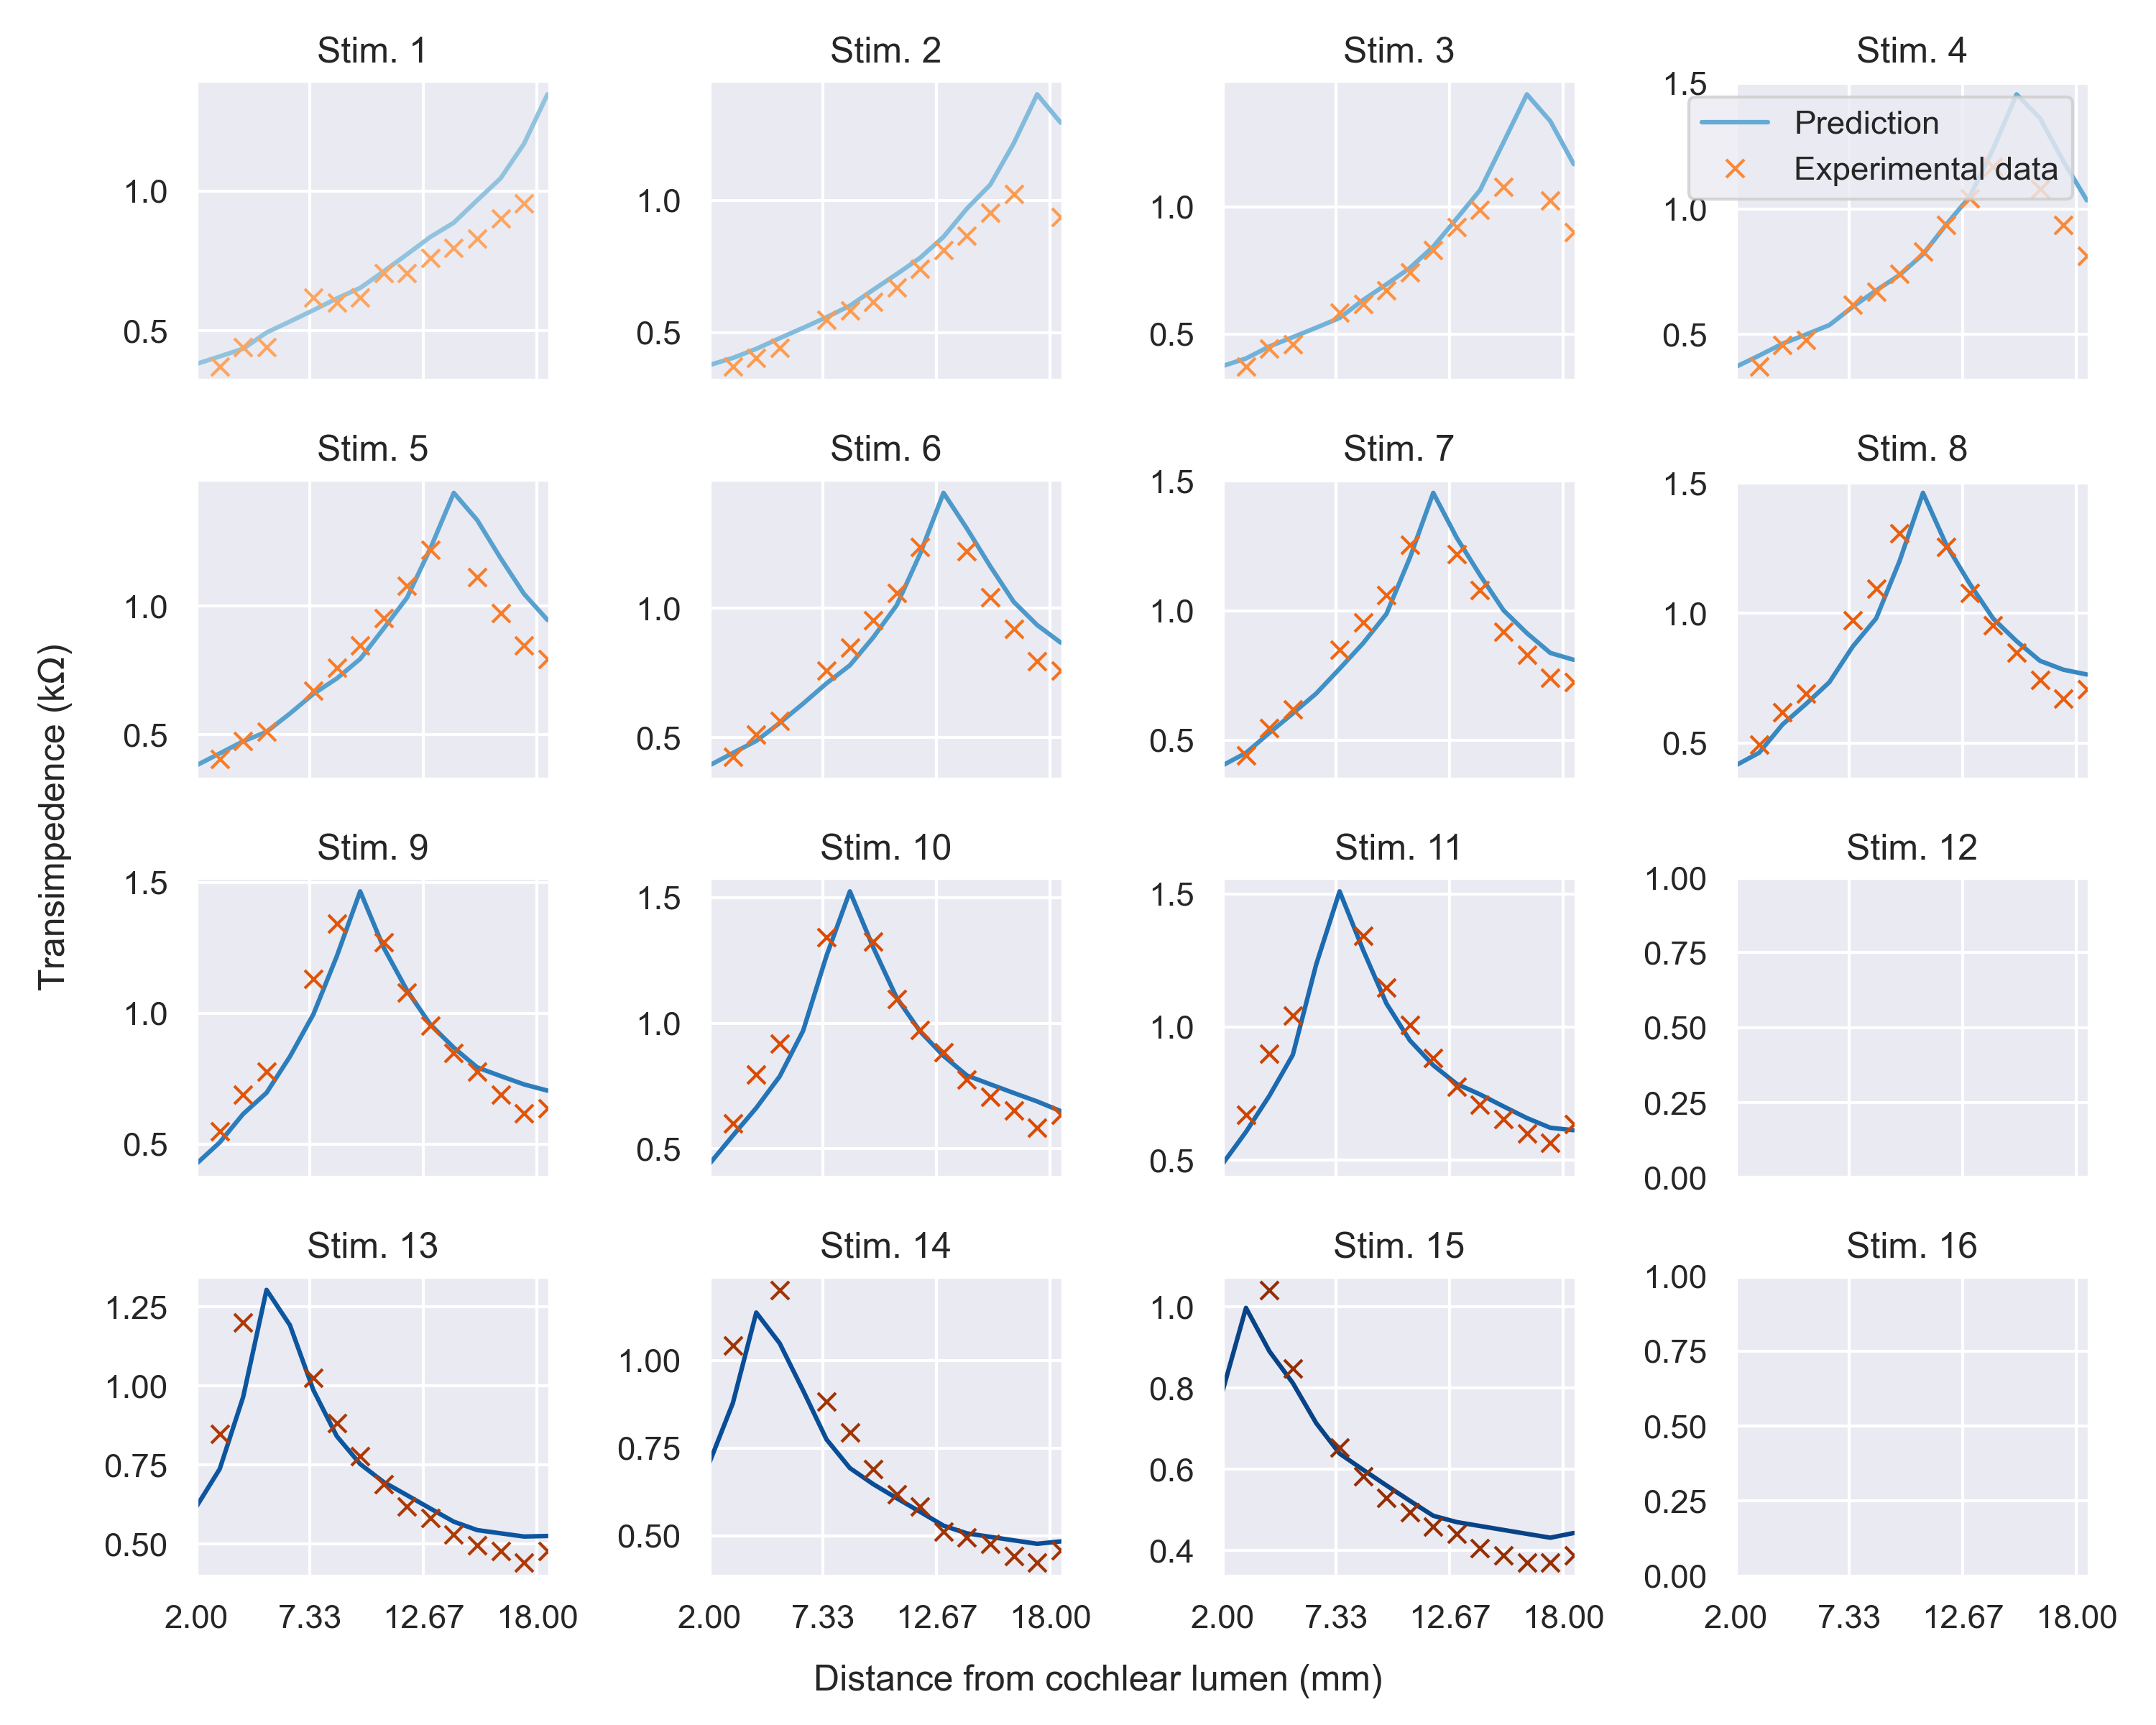 Stim. 1
Stim. 2
Stim. 3
Stim. 4
1.0
0.5
1.0
0.5
1.0
0.5
1.5
1.0
0.5
Prediction
Experimental data
Stim. 5
Stim. 6
Stim. 7
Stim. 8
1.0
0.5
1.0
0.5
1.5
1.0
0.5
1.5
1.0
0.5
Transimpedence (kΩ)
Stim. 9
Stim. 10
Stim. 11
Stim. 12
1.5
1.0
0.5
1.5
1.0
0.5
1.5
1.0
0.5
1.00
0.75
0.50
0.25
0.00
Stim. 13
Stim. 14
Stim. 15
Stim. 16
1.25
1.00
0.75
0.50
1.00
0.75
0.50
1.0
0.8
0.6
0.4
1.00
0.75
0.50
0.25
0.00
2.00 7.33 12.67 18.00
2.00 7.33 12.67 18.00
2.00 7.33 12.67 18.00
2.00 7.33 12.67 18.00
Distance from cochlear lumen (mm)